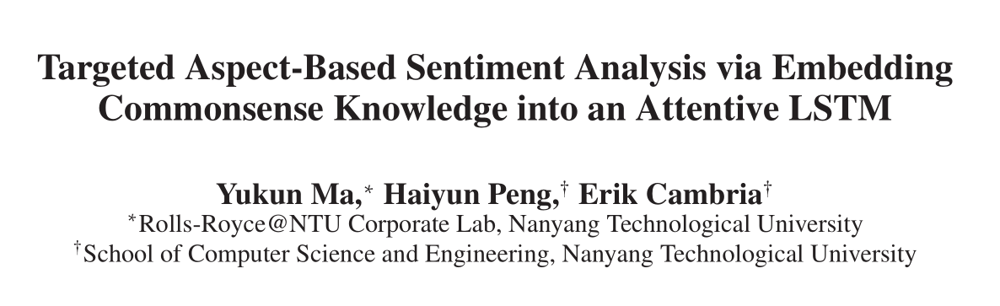 Targeted Aspect-Based Sentiment Analysis via Embedding
Commonsense Knowledge into an Attentive LSTM
Yukun Ma,* Haiyun Peng,† Erik Cambria†
*Rolls-Royce@NTU Corporate Lab, Nanyang Technological University
†School of Computer Science and Engineering, Nanyang Technological University